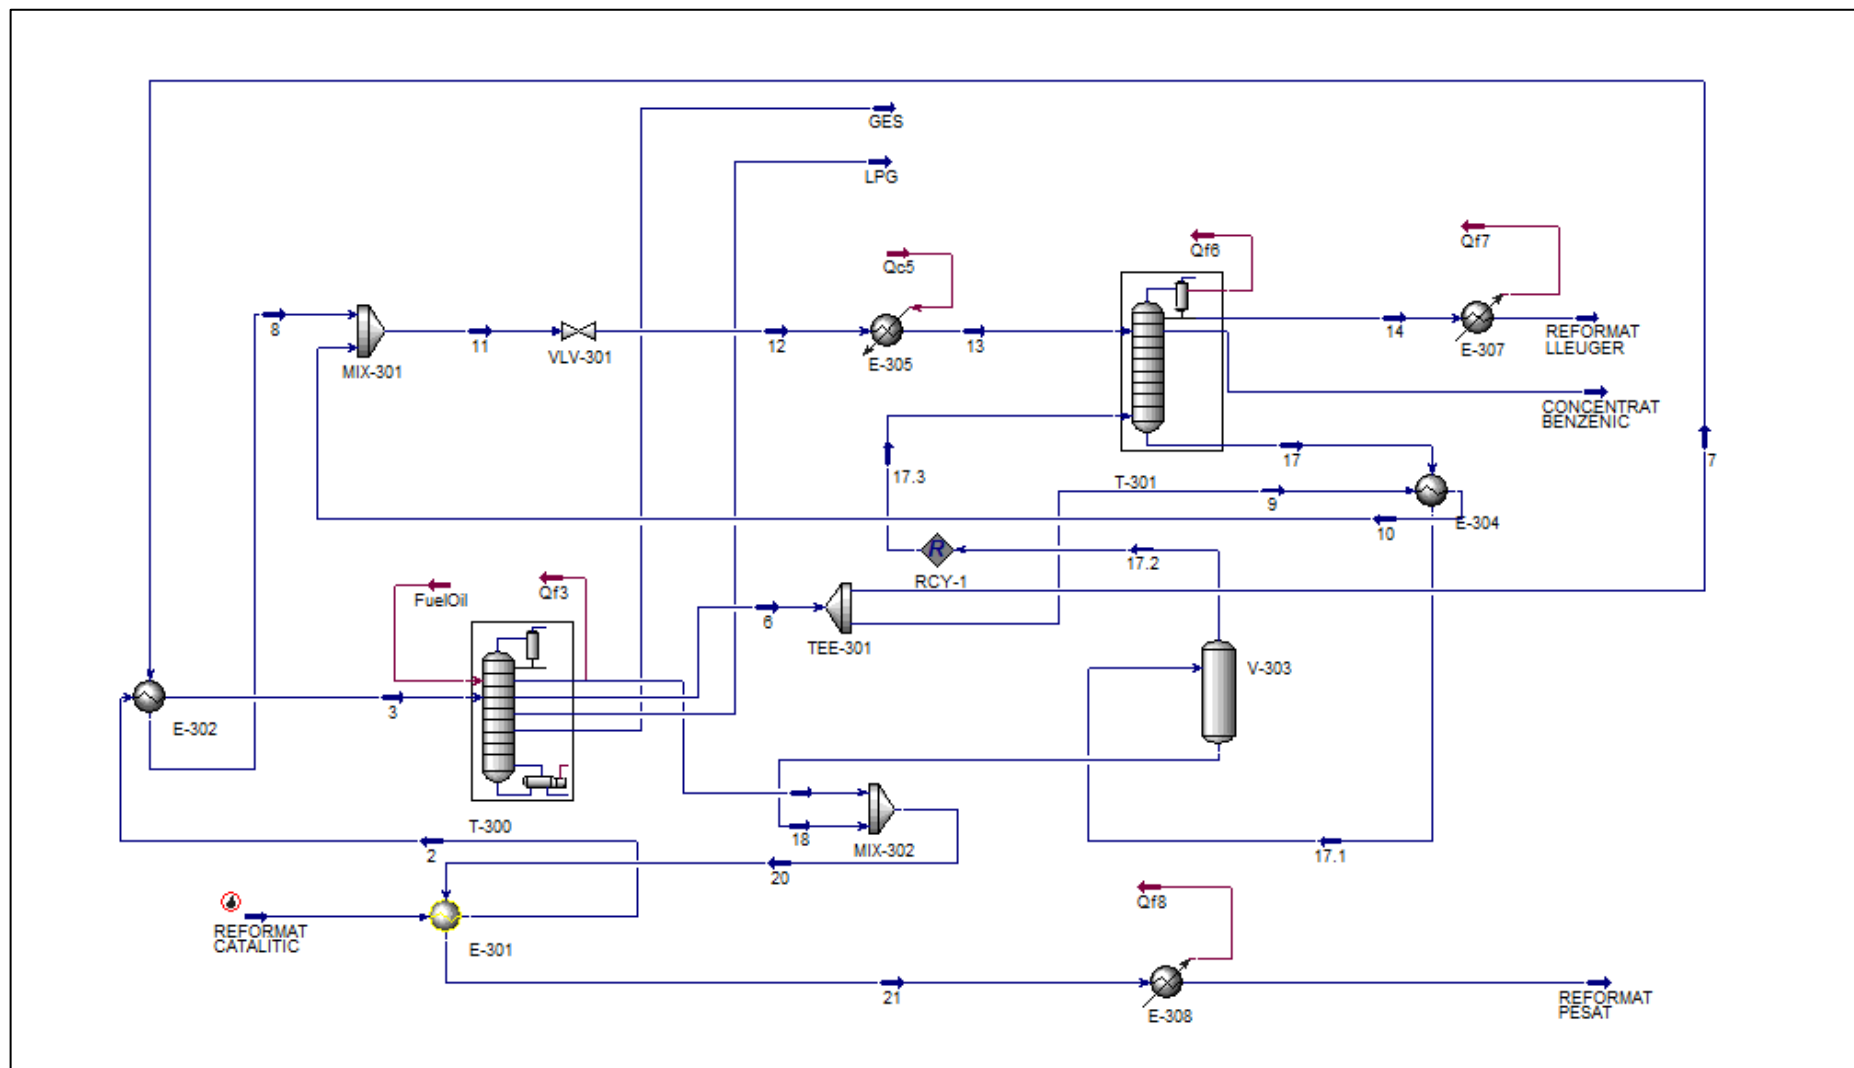 GES
LPG
Qf6
Qf7
Qc5
8
11
12
13
14
REFORMAT
LLEUGER
MIX-301
VLV-301
E-305
E-307
CONCENTRAT
BENZENIC
17
7
17.3
T-301
9
E-304
10
17.2
RCY-1
FuelOil
Qf3
6
TEE-301
V-303
3
E-302
T-300
2
18
MIX-302
17.1
20
Qf8
REFORMAT
CATALITIC
E-301
21
E-308
REFORMAT
PESAT
R